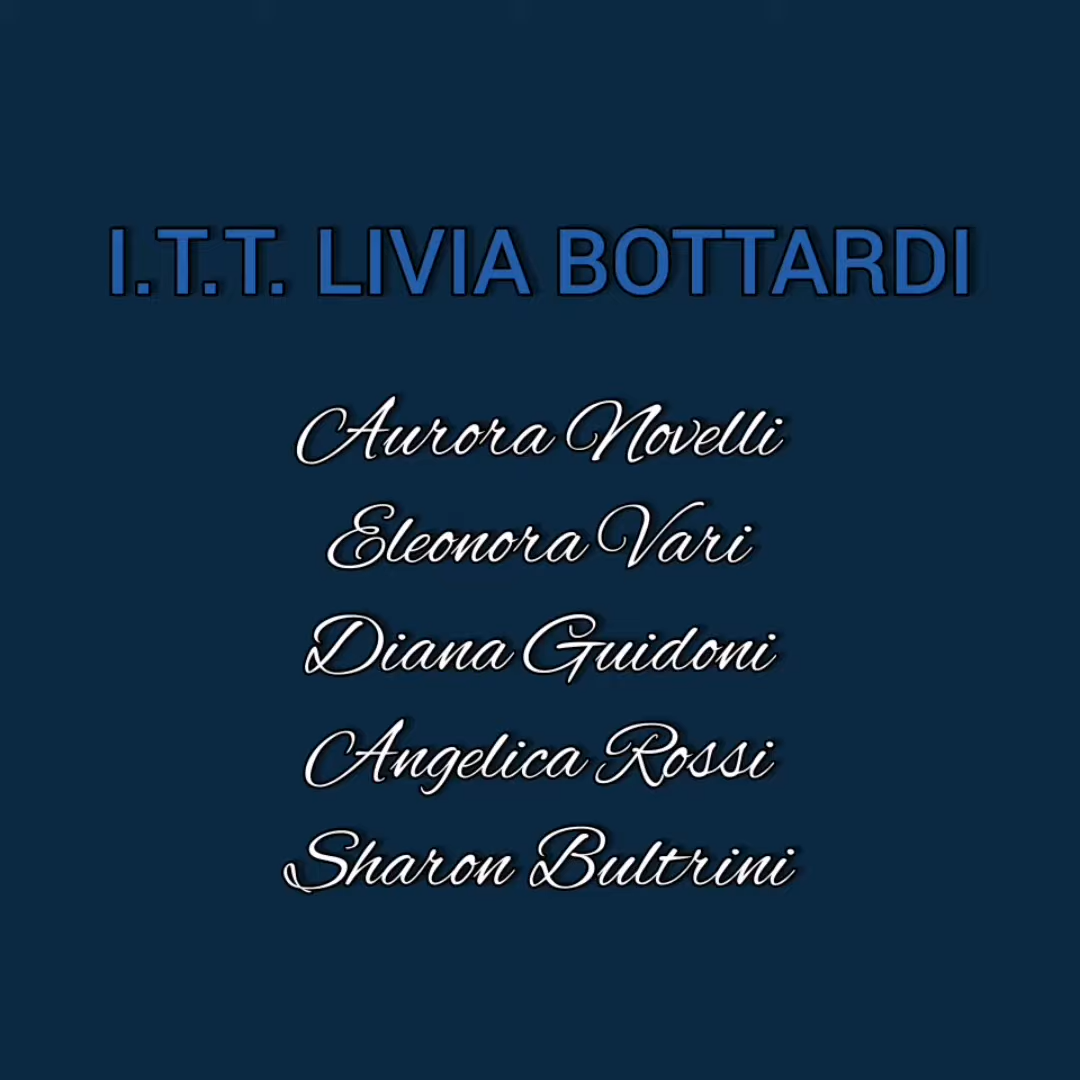 I.T.T. LIVIA BOTTARDI
Aurora Novelli
Eleonora Vari
Diana Guidoni
Angelica Rossi
Sharon Bultrini